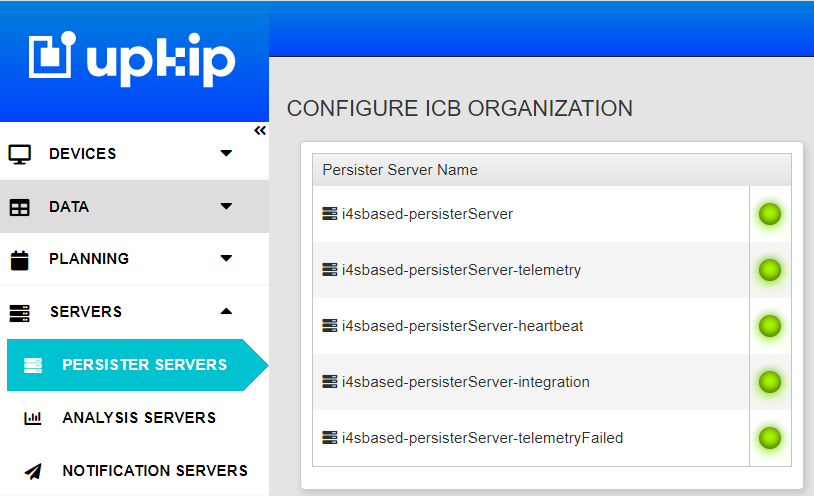 upkip
CONFIGURE ICB ORGANIZATION
DEVICES
DATA
PLANNING
SERVERS
PERSISTER SERVERS
ANALYSIS SERVERS
NOTIFICATION SERVERS
Persister Server Name
i4sbased-persisterServer
i4sbased-persisterServer-telemetry
i4sbased-persisterServer-heartbeat
i4sbased-persisterServer-integration
i4sbased-persisterServer-telemetryFailed